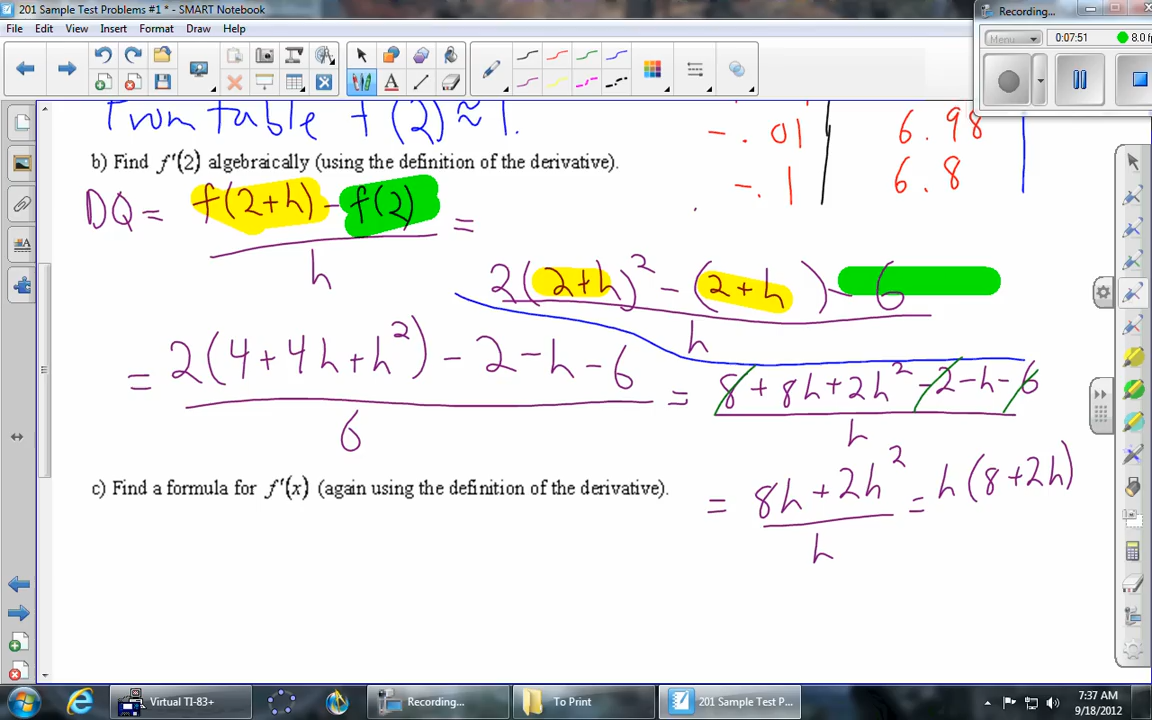 201 Sample Test Problems #1 * - SMART Notebook
Recording...
File Edit View Insert Format Draw Help
Menu
0:07:51
8.0
From table f'(2) ≈ 1.
-.01 6.98
-.1 6.8
b) Find f'(2) algebraically (using the definition of the derivative).
DQ = f(2+h) - f(2) =
h
2(2+h)² - (2+h) - 6
h
= 2(4+4h+h²) - 2 - h - 6
6
= 8 + 8h + 2h² - 2 - h - 6
h
= 8h + 2h² = h(8+2h)
h
c) Find a formula for f'(x) (again using the definition of the derivative).
Virtual TI-83+
Recording...
To Print
201 Sample Test P...
7:37 AM
9/18/2012